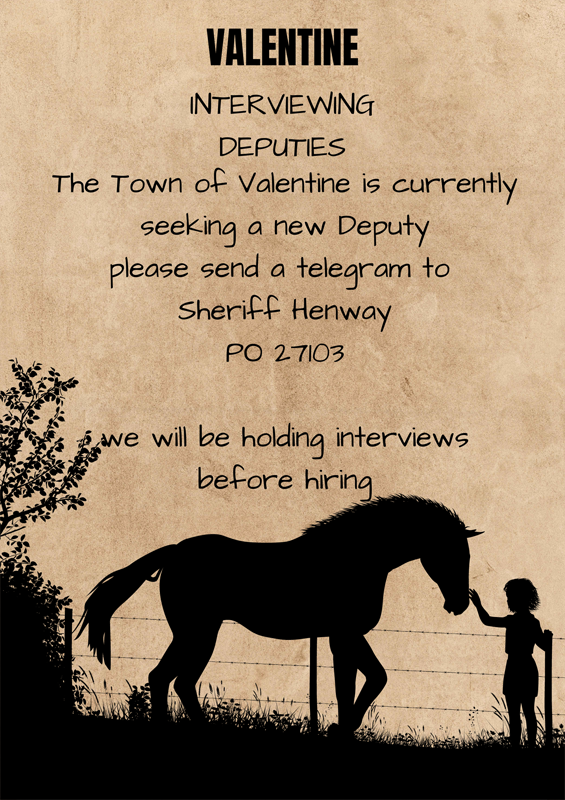 VALENTINE
INTERVIEWING
DEPUTIES
The Town of Valentine is currently
seeking a new Deputy
please send a telegram to
Sheriff Henway
PO 27103
we will be holding interviews
before hiring